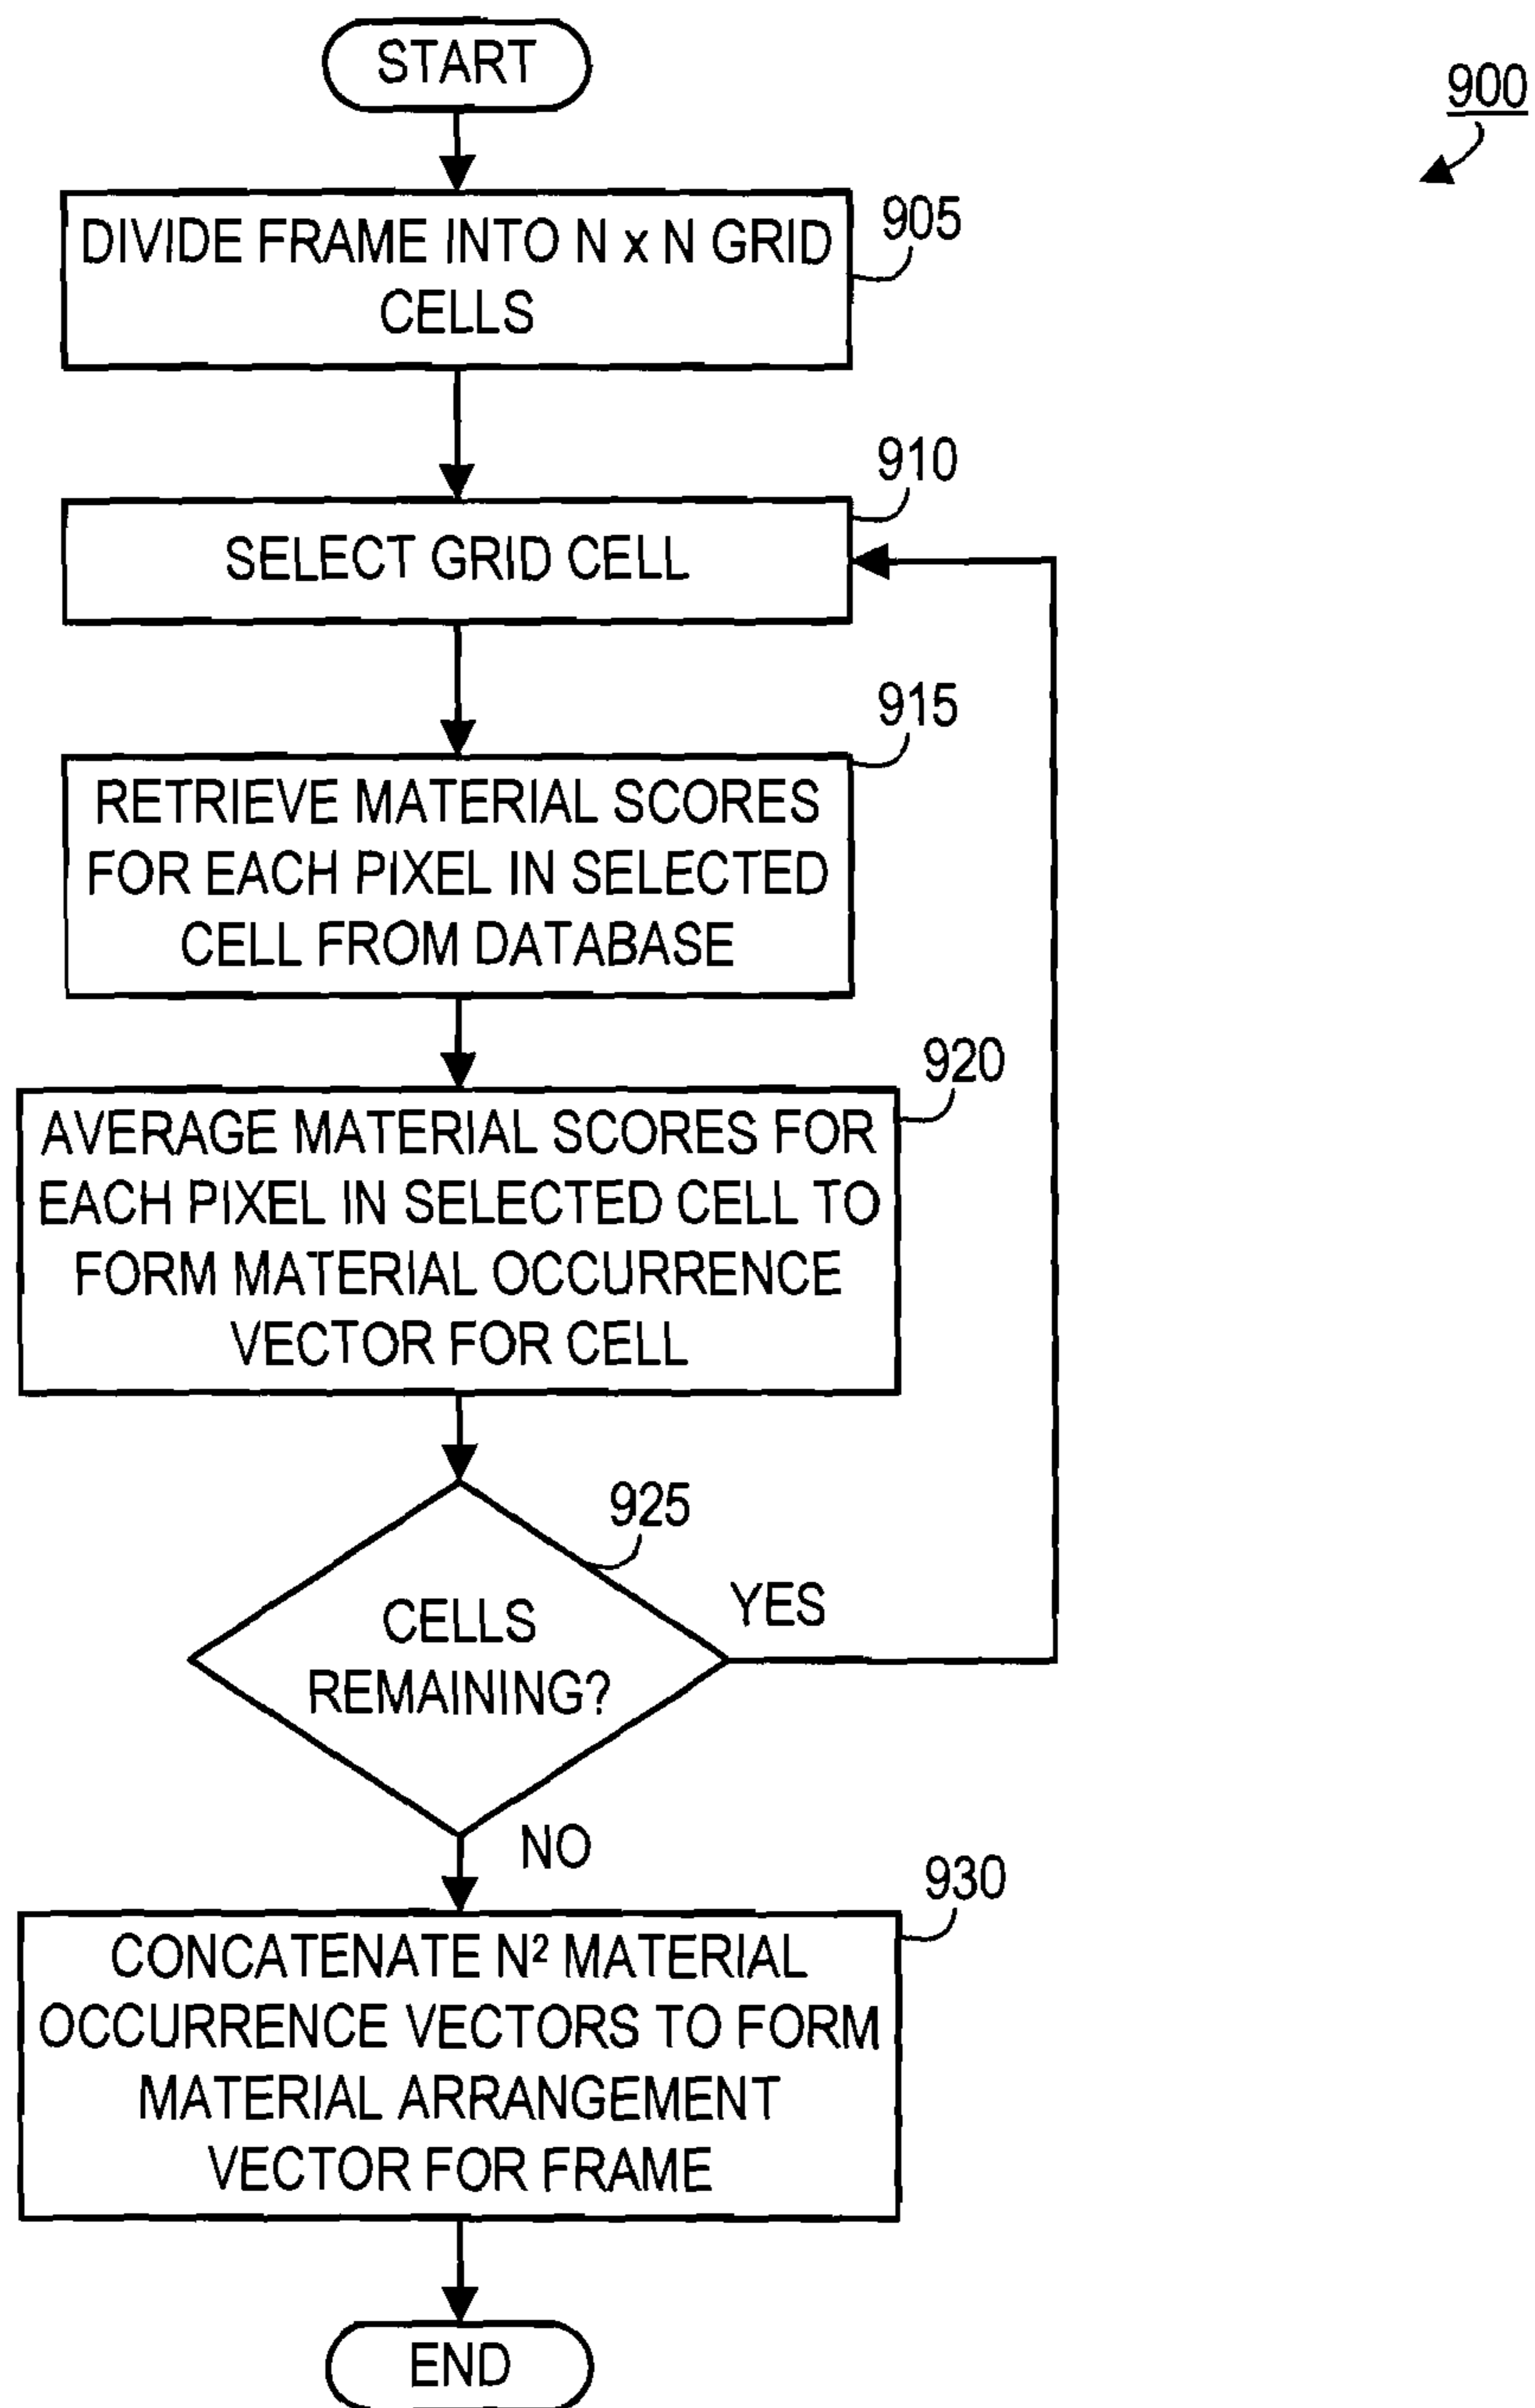 START
900
DIVIDE FRAME INTO N x N GRID
CELLS
905
910
SELECT GRID CELL
915
RETRIEVE MATERIAL SCORES
FOR EACH PIXEL IN SELECTED
CELL FROM DATABASE
920
AVERAGE MATERIAL SCORES FOR
EACH PIXEL IN SELECTED CELL TO
FORM MATERIAL OCCURRENCE
VECTOR FOR CELL
925
CELLS
REMAINING?
YES
NO
930
CONCATENATE N² MATERIAL
OCCURRENCE VECTORS TO FORM
MATERIAL ARRANGEMENT
VECTOR FOR FRAME
END